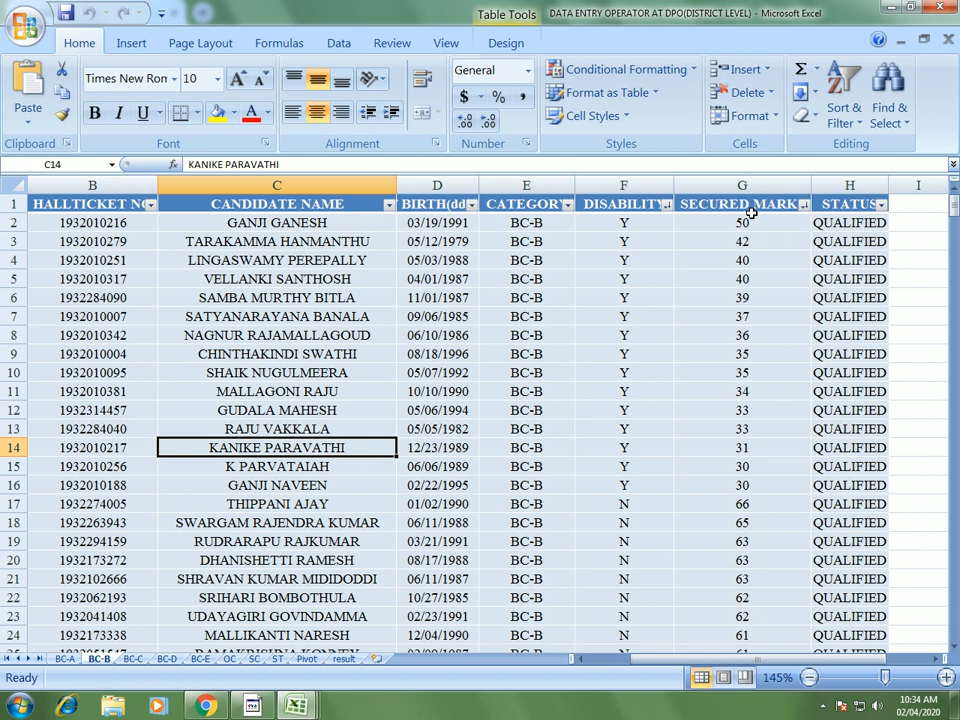 Table Tools
DATA ENTRY OPERATOR AT DPO(DISTRICT LEVEL) - Microsoft Excel
Home Insert Page Layout Formulas Data Review View Design
Times New Ron 10 General Conditional Formatting Insert
Paste B I U $ % , Format as Table Delete Sort & Find &
Cell Styles Format Filter Select
Clipboard Font Alignment Number Styles Cells Editing
C14 fx KANIKE PARAVATHI
B C D E F G H I
1 HALLTICKET NO CANDIDATE NAME BIRTH(dd CATEGORY DISABILITY SECURED MARK STATUS
2 1932010216 GANJI GANESH 03/19/1991 BC-B Y 50 QUALIFIED
3 1932010279 TARAKAMMA HANMANTHU 05/12/1979 BC-B Y 42 QUALIFIED
4 1932010251 LINGASWAMY PEREPALLY 05/03/1988 BC-B Y 40 QUALIFIED
5 1932010317 VELLANKI SANTHOSH 04/01/1987 BC-B Y 40 QUALIFIED
6 1932284090 SAMBA MURTHY BITLA 11/01/1987 BC-B Y 39 QUALIFIED
7 1932010007 SATYANARAYANA BANALA 09/06/1985 BC-B Y 37 QUALIFIED
8 1932010342 NAGNUR RAJAMALLAGOUD 06/10/1986 BC-B Y 36 QUALIFIED
9 1932010004 CHINTHAKINDI SWATHI 08/18/1996 BC-B Y 35 QUALIFIED
10 1932010095 SHAIK NUGULMEERA 05/07/1992 BC-B Y 35 QUALIFIED
11 1932010381 MALLAGONI RAJU 10/10/1990 BC-B Y 34 QUALIFIED
12 1932314457 GUDALA MAHESH 05/06/1994 BC-B Y 33 QUALIFIED
13 1932284040 RAJU VAKKALA 05/05/1982 BC-B Y 33 QUALIFIED
14 1932010217 KANIKE PARAVATHI 12/23/1989 BC-B Y 31 QUALIFIED
15 1932010256 K PARVATAIAH 06/06/1989 BC-B Y 30 QUALIFIED
16 1932010188 GANJI NAVEEN 02/22/1995 BC-B Y 30 QUALIFIED
17 1932274005 THIPPANI AJAY 01/02/1990 BC-B N 66 QUALIFIED
18 1932263943 SWARGAM RAJENDRA KUMAR 06/11/1988 BC-B N 65 QUALIFIED
19 1932294159 RUDRARAPU RAJKUMAR 03/21/1991 BC-B N 63 QUALIFIED
20 1932173272 DHANISHETTI RAMESH 08/17/1988 BC-B N 63 QUALIFIED
21 1932102666 SHRAVAN KUMAR MIDIDODDI 06/11/1987 BC-B N 63 QUALIFIED
22 1932062193 SRIHARI BOMBOTHULA 10/27/1985 BC-B N 62 QUALIFIED
23 1932041408 UDAYAGIRI GOVINDAMMA 02/23/1991 BC-B N 62 QUALIFIED
24 1932173338 MALLIKANTI NARESH 12/04/1990 BC-B N 61 QUALIFIED
BC-A BC-B BC-C BC-D BC-E OC SC ST Pivot result
Ready 145%
10:34 AM
02/04/2020